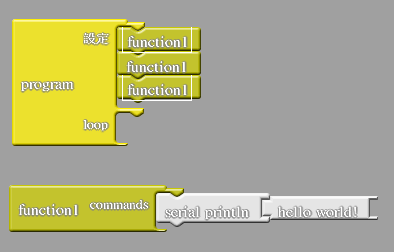 設定
function1
function1
program
function1
loop
function1 commands
serial println hello world!